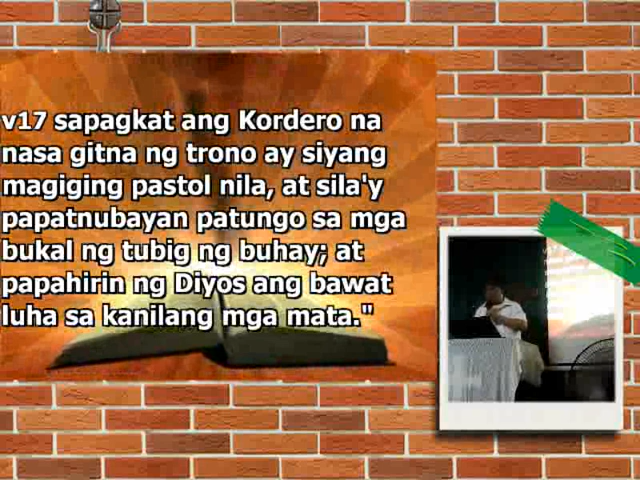 v17 sapagkat ang Kordero na
nasa gitna ng trono ay siyang
magiging pastol nila, at sila'y
papatnubayan patungo sa mga
bukal ng tubig ng buhay; at
papahirin ng Diyos ang bawat
luha sa kanilang mga mata."